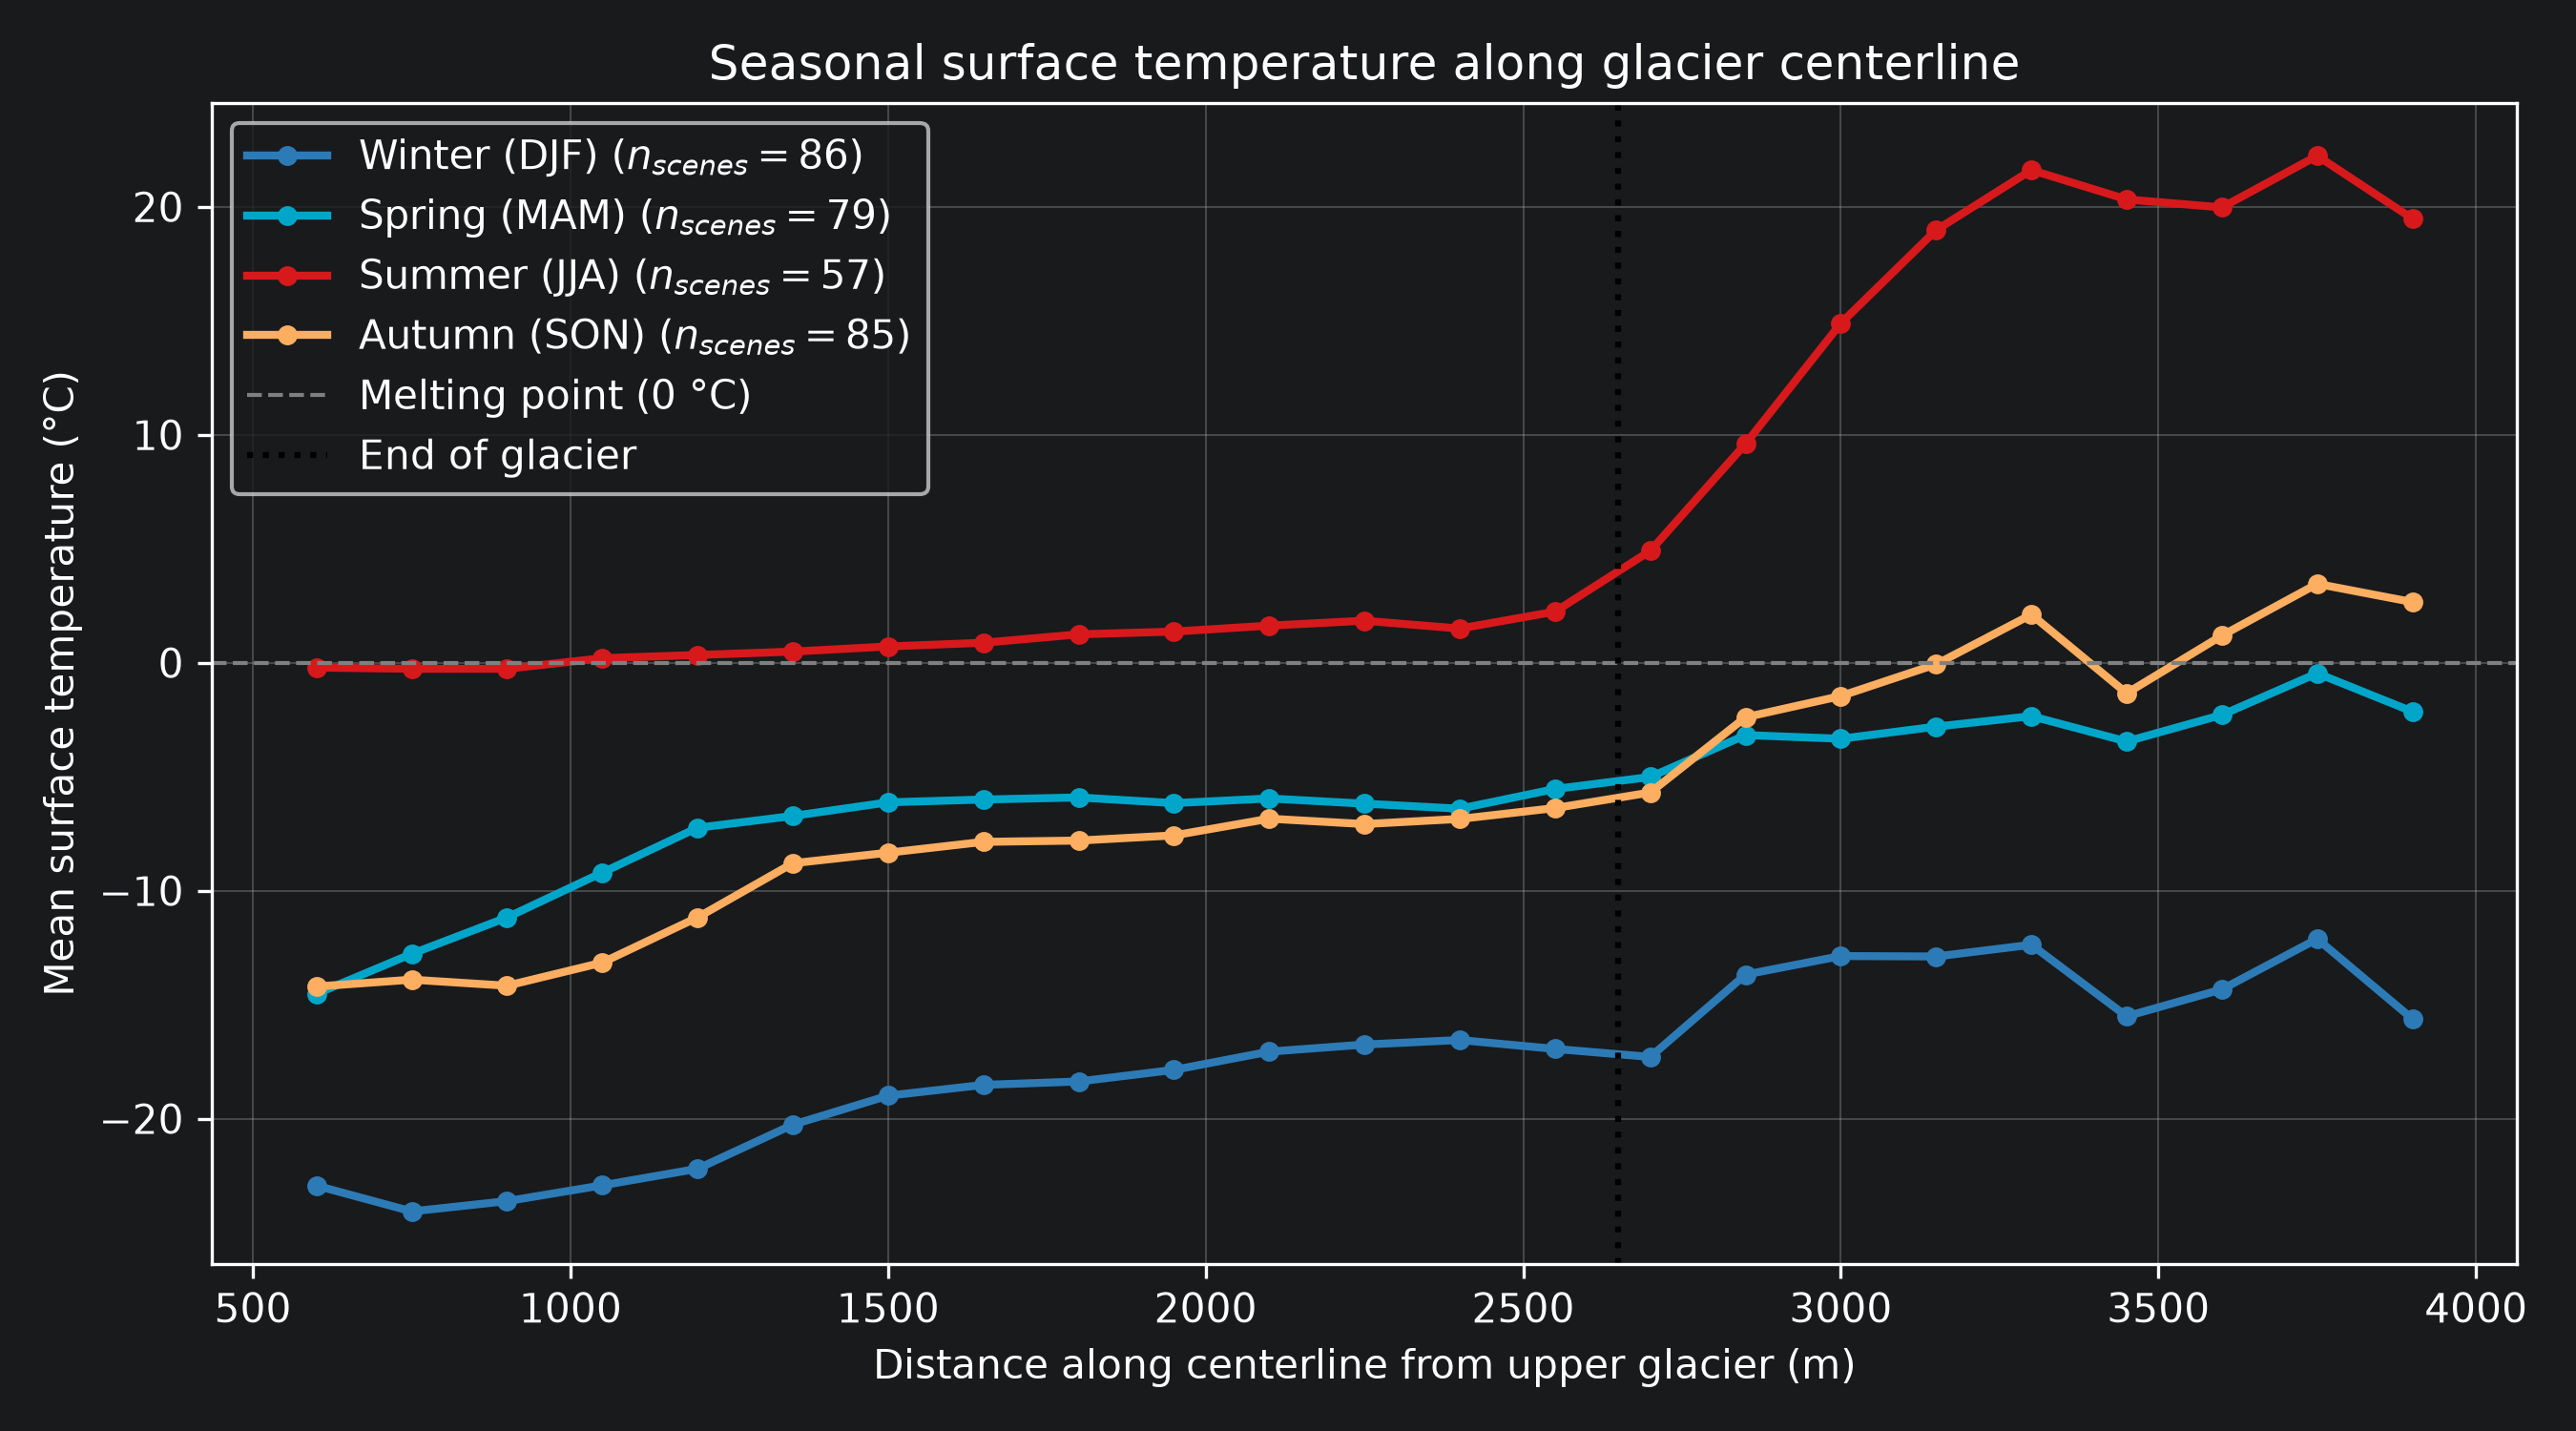 Seasonal surface temperature along glacier centerline
Winter (DJF) (n_scenes = 86)
Spring (MAM) (n_scenes = 79)
Summer (JJA) (n_scenes = 57)
Autumn (SON) (n_scenes = 85)
Melting point (0 °C)
End of glacier
Mean surface temperature (°C)
20
10
0
−10
−20
500 1000 1500 2000 2500 3000 3500 4000
Distance along centerline from upper glacier (m)